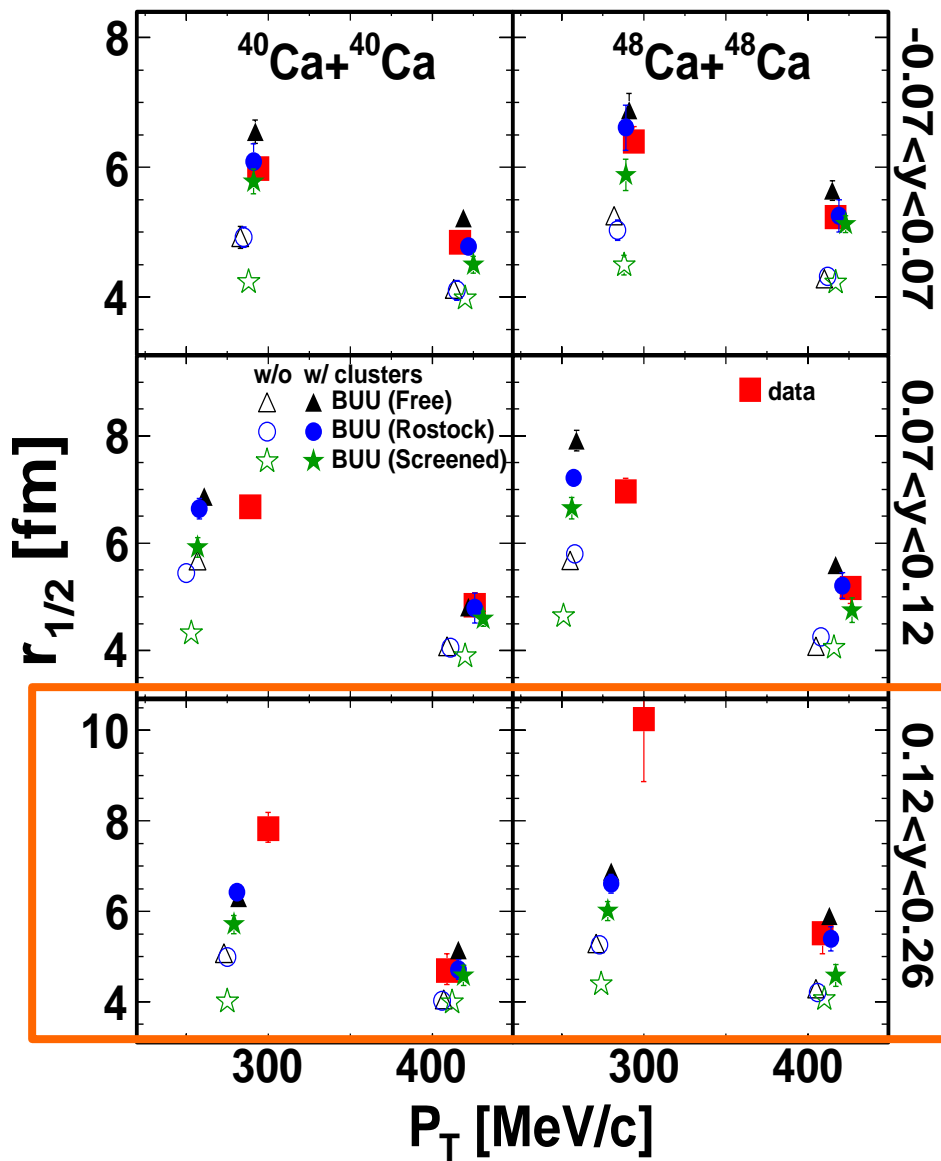 ⁴⁰Ca+⁴⁰Ca
⁴⁸Ca+⁴⁸Ca
8
6
4
-0.07<y<0.07
w/o w/ clusters
BUU (Free)
BUU (Rostock)
BUU (Screened)
data
8
6
4
0.07<y<0.12
r₁/₂ [fm]
10
8
6
4
0.12<y<0.26
300 400 300 400
P_T [MeV/c]